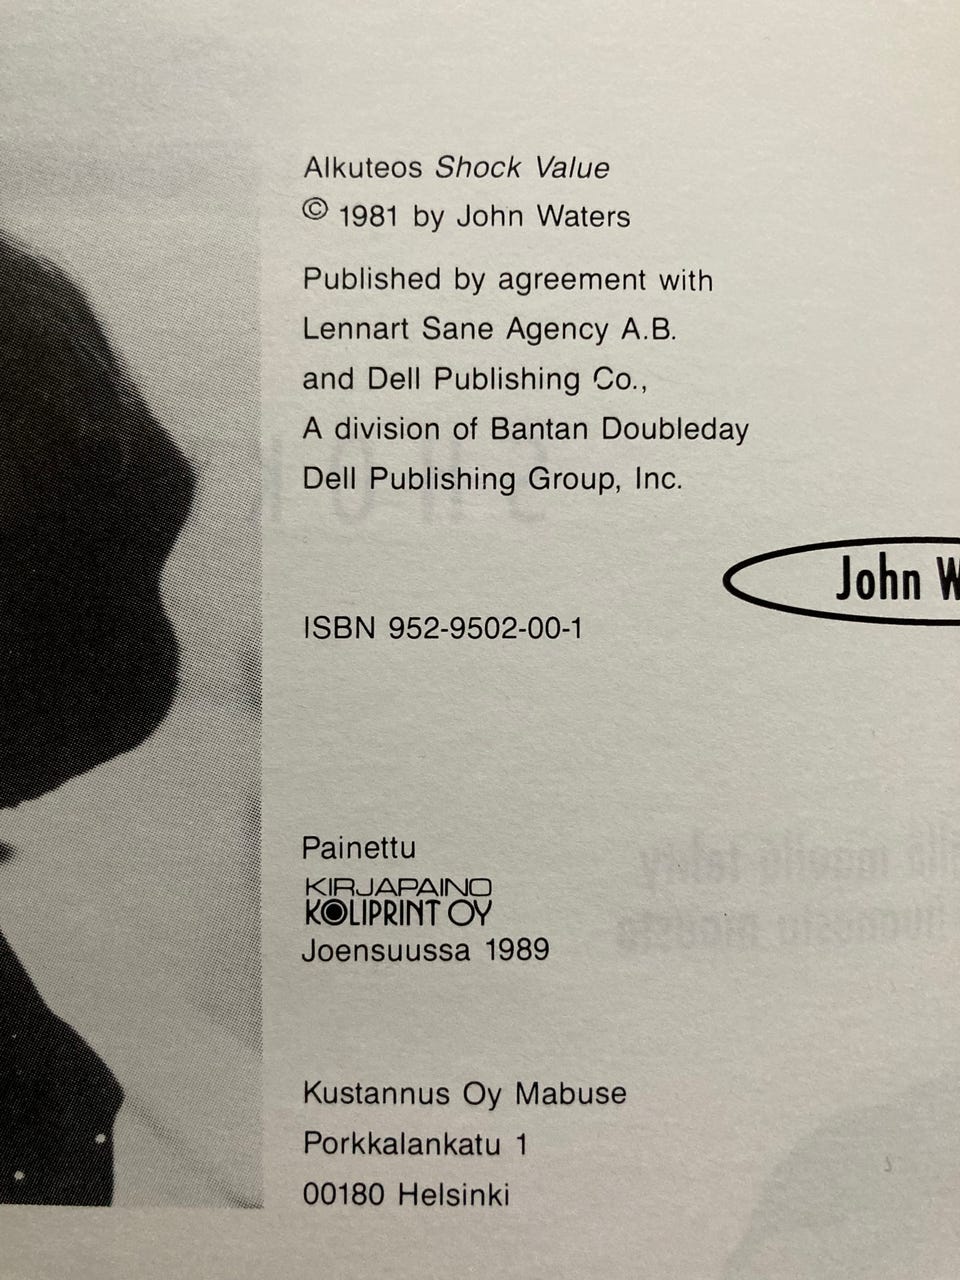 Alkuteos Shock Value
© 1981 by John Waters
Published by agreement with
Lennart Sane Agency A.B.
and Dell Publishing Co.,
A division of Bantan Doubleday
Dell Publishing Group, Inc.
John W
ISBN 952-9502-00-1
Painettu
KIRJAPAINO
KOLIPRINT OY
Joensuussa 1989
Kustannus Oy Mabuse
Porkkalankatu 1
00180 Helsinki